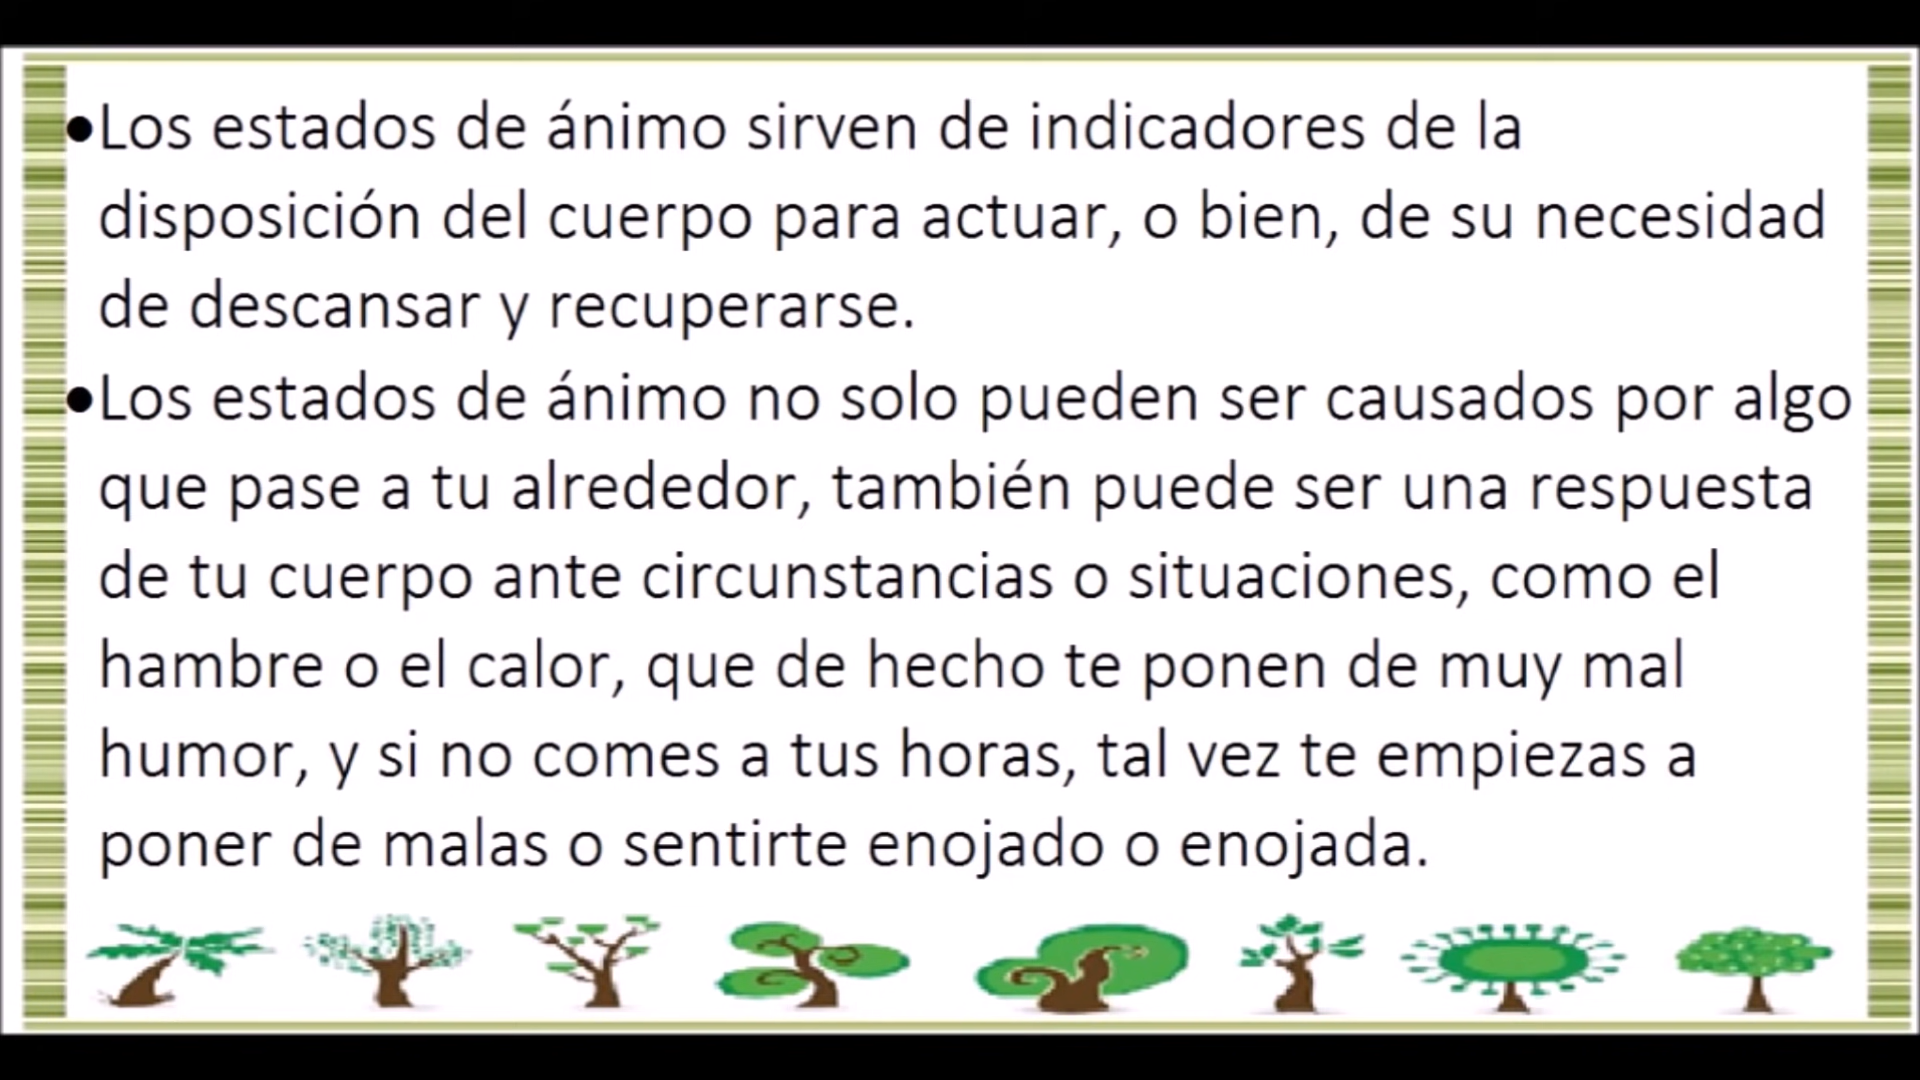 •Los estados de ánimo sirven de indicadores de la
disposición del cuerpo para actuar, o bien, de su necesidad
de descansar y recuperarse.
•Los estados de ánimo no solo pueden ser causados por algo
que pase a tu alrededor, también puede ser una respuesta
de tu cuerpo ante circunstancias o situaciones, como el
hambre o el calor, que de hecho te ponen de muy mal
humor, y si no comes a tus horas, tal vez te empiezas a
poner de malas o sentirte enojado o enojada.